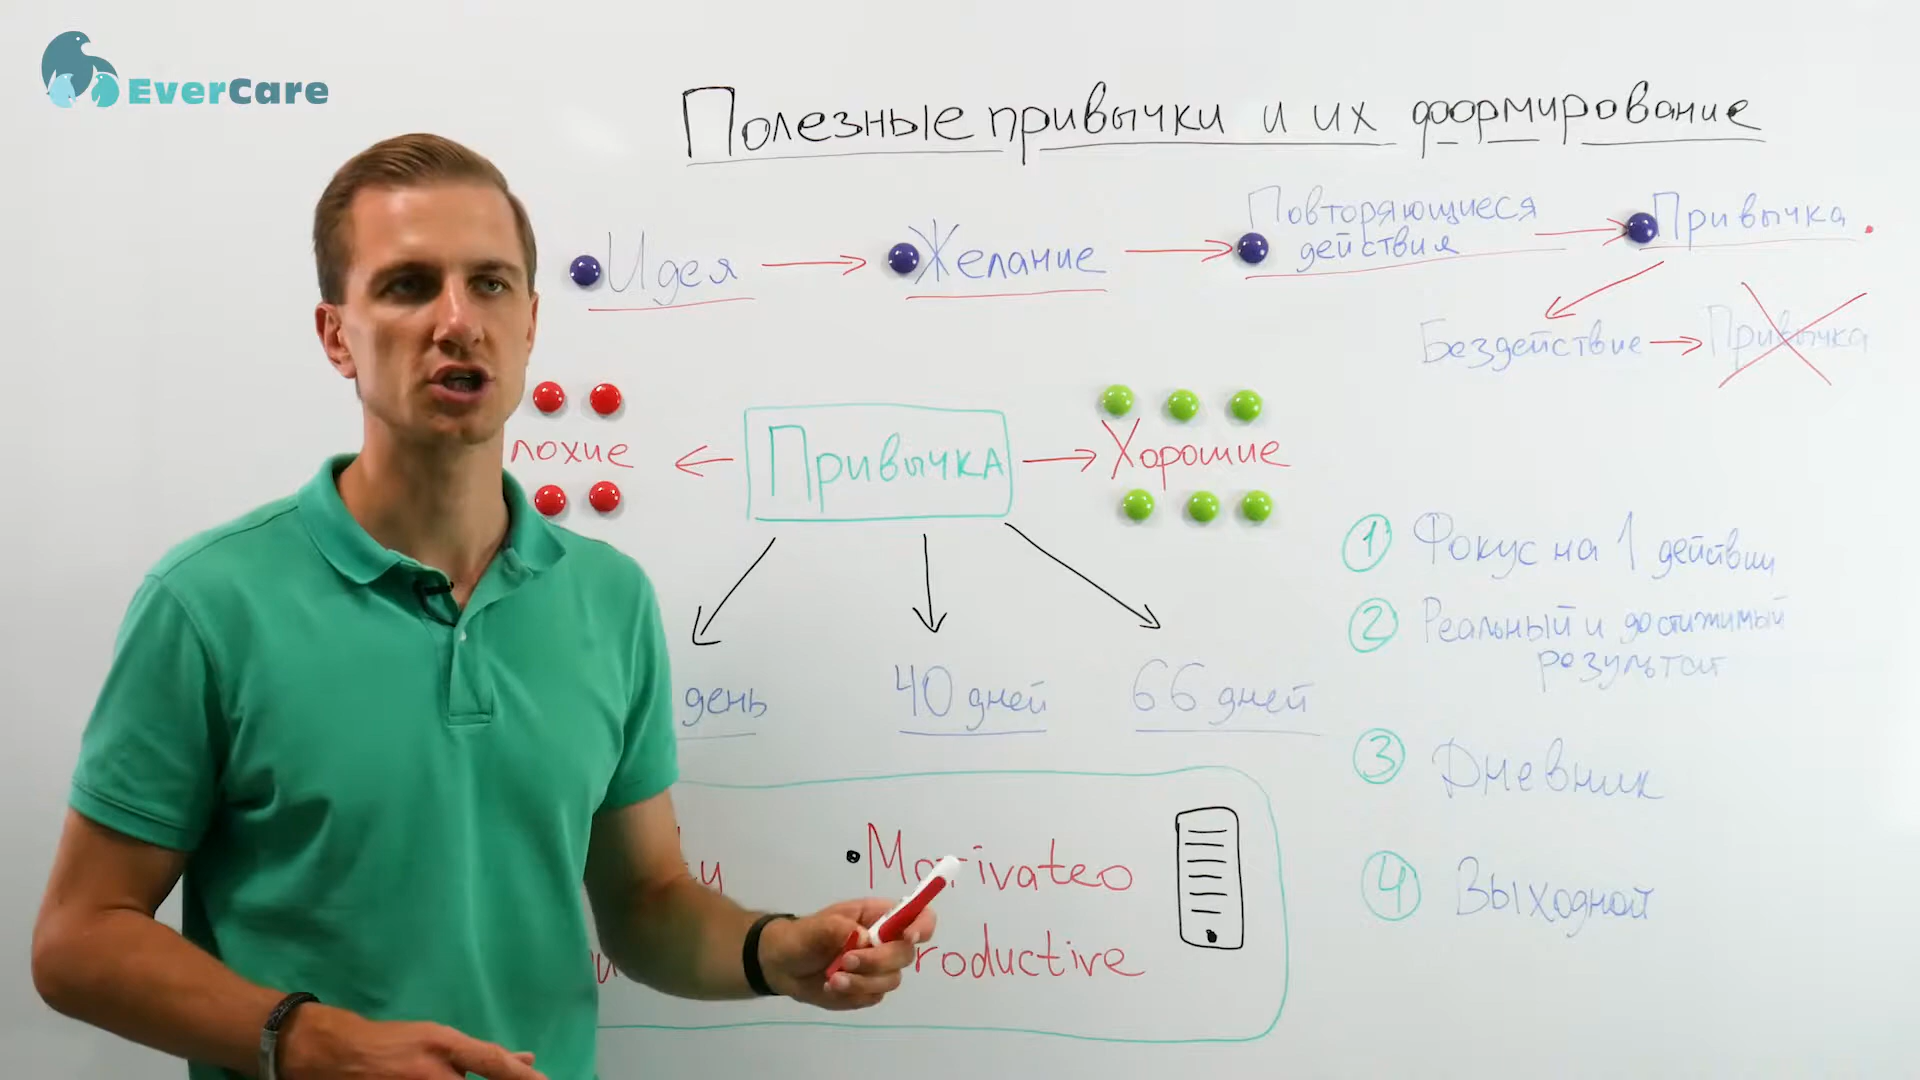 EverCare
Полезные привычки и их формирование
Идея
Желание
Повторяющиеся
действия
Привычка
Бездействие
Привычка
лохие
Привычка
Хорошие
день
40 дней
66 дней
1 Фокус на 1 действии
2 Реальный и достижимый
результат
3 Дневник
4 Выходной
roductive